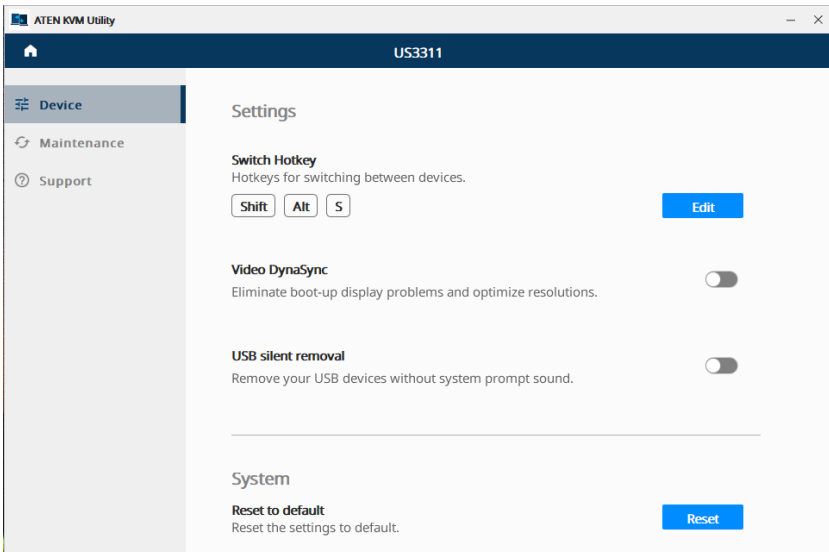 ATEN KVM Utility
US3311
Device
Maintenance
Support
Settings
Switch Hotkey
Hotkeys for switching between devices.
Shift Alt S
Edit
Video DynaSync
Eliminate boot-up display problems and optimize resolutions.
USB silent removal
Remove your USB devices without system prompt sound.
System
Reset to default
Reset the settings to default.
Reset